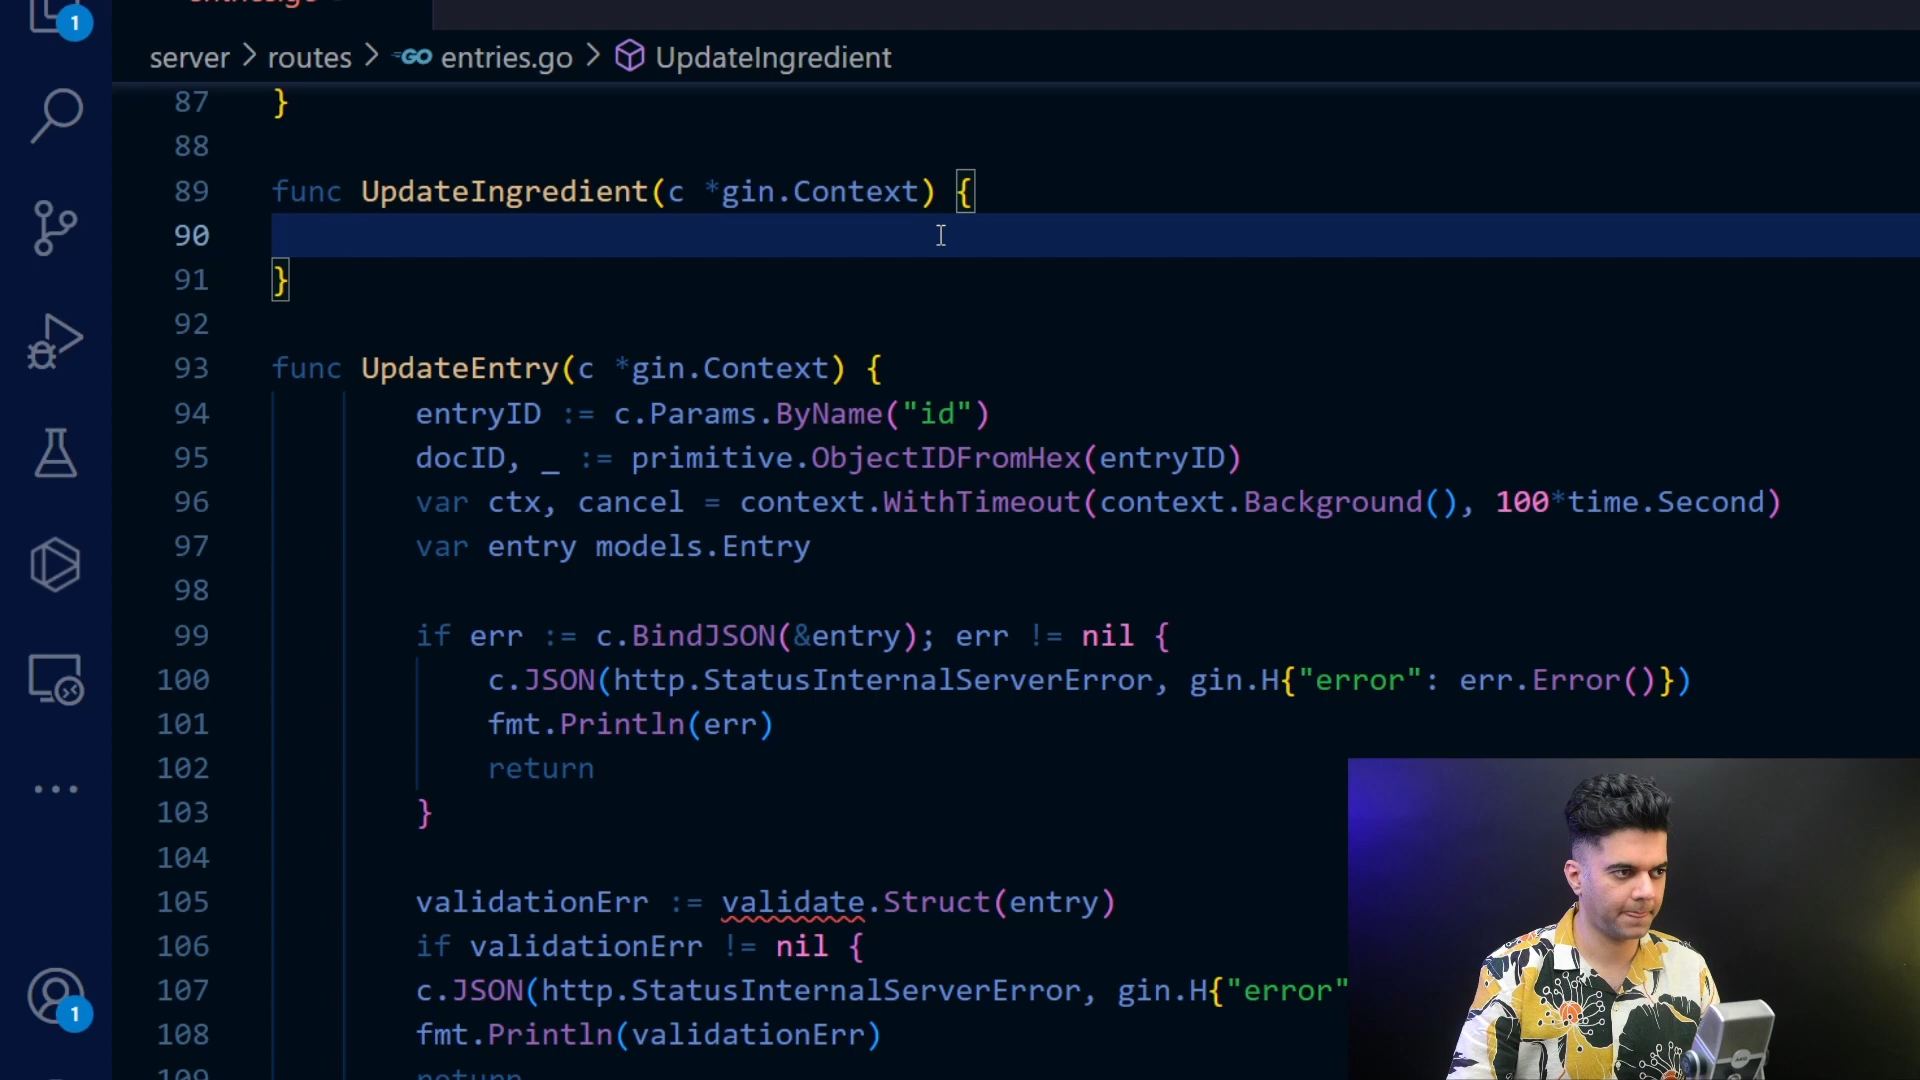 1
server > routes > GO entries.go > UpdateIngredient
87 }
88
89 func UpdateIngredient(c *gin.Context) {
90
91 }
92
93 func UpdateEntry(c *gin.Context) {
94 entryID := c.Params.ByName("id")
95 docID, _ := primitive.ObjectIDFromHex(entryID)
96 var ctx, cancel = context.WithTimeout(context.Background(), 100*time.Second)
97 var entry models.Entry
98
99 if err := c.BindJSON(&entry); err != nil {
100 c.JSON(http.StatusInternalServerError, gin.H{"error": err.Error()})
101 fmt.Println(err)
102 return
103 }
104
105 validationErr := validate.Struct(entry)
106 if validationErr != nil {
107 c.JSON(http.StatusInternalServerError, gin.H{"error"
108 fmt.Println(validationErr)
109 return
1